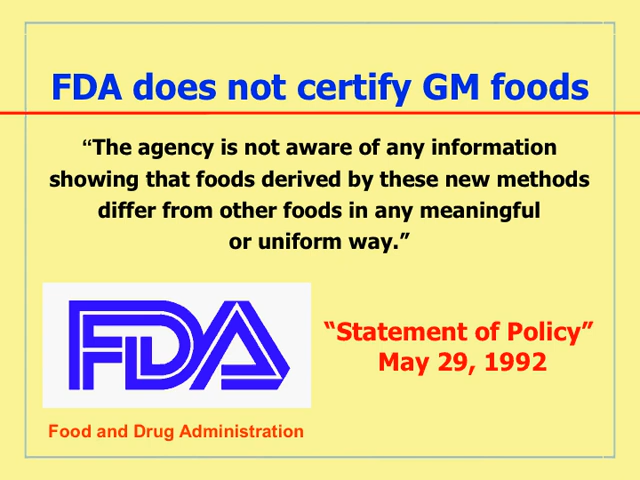 FDA does not certify GM foods
“The agency is not aware of any information
showing that foods derived by these new methods
differ from other foods in any meaningful
or uniform way.”
FDA
“Statement of Policy”
May 29, 1992
Food and Drug Administration